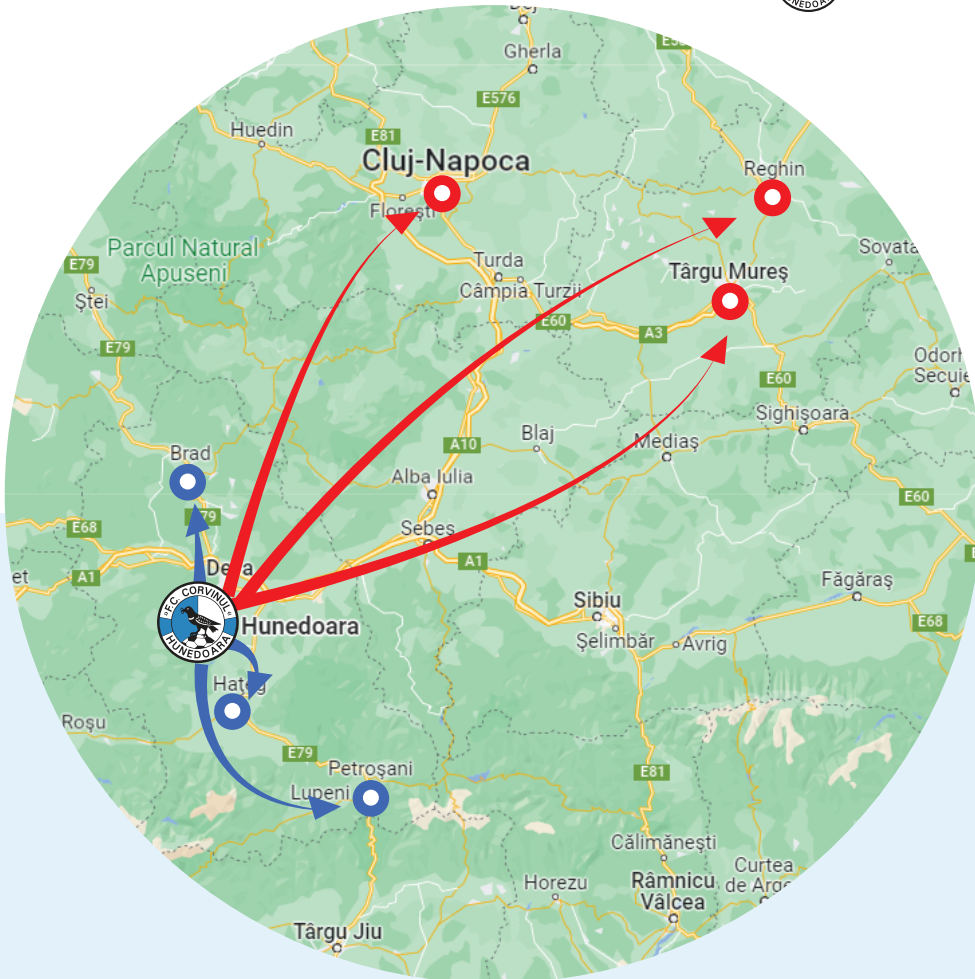 HUNEDOARA
Gherla
E576
Huedin
E81
Cluj-Napoca
Reghin
Florești
Parcul Natural
Apuseni
Turda
Sovata
E79
Târgu Mureș
Ștei
Câmpia Turzii
E60
A3
E79
Odorh
Secuie
E60
Sighișoara
Blaj
Mediaș
A10
Brad
Alba Iulia
E60
E79
E68
Sebeș
A1
Deva
A1
Făgăraș
Sibiu
"F.C. CORVINUL"
HUNEDOARA
Hunedoara
Șelimbăr
Avrig
E68
Hațeg
Roșu
E79
Petroșani
E81
Lupeni
Călimănești
Curtea
de Arge
Horezu
Râmnicu
Vâlcea
Târgu Jiu